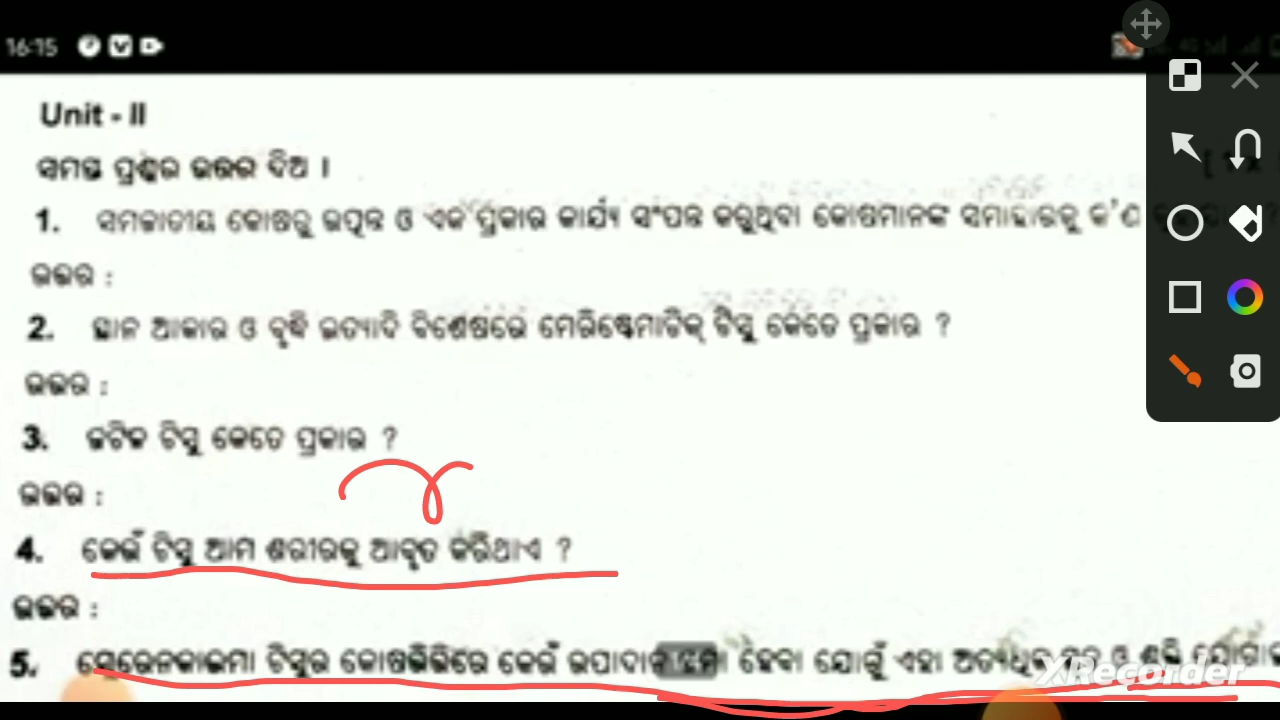 16:15
Unit - II
ସମସ୍ତ ପ୍ରଶ୍ନର ଉତ୍ତର ଦିଅ ।
1. ସମଜାତୀୟ କୋଷରୁ ଉତ୍ପନ୍ନ ଓ ଏକ ପ୍ରକାର କାର୍ଯ୍ୟ ସଂପନ୍ନ କରୁଥିବା କୋଷମାନଙ୍କ ସମାହାରକୁ କ'ଣ
ଉତ୍ତର :
2. ସ୍ଥାନ ଆକାର ଓ ବୃଦ୍ଧି ଇତ୍ୟାଦି ବିଶେଷରେ ମେରିଷ୍ଟେମାଟିକ୍ ଟିସୁ କେତେ ପ୍ରକାର ?
ଉତ୍ତର :
3. ଜଟିଳ ଟିସୁ କେତେ ପ୍ରକାର ?
ଉତ୍ତର :
4. କେଉଁ ଟିସୁ ଆମ ଶରୀରକୁ ଆବୃତ କରିଥାଏ ?
ଉତ୍ତର :
5. ସ୍କେରେନକାଇମା ଟିସୁର କୋଷଭିତ୍ତିରେ କେଉଁ ହେବା ଯୋଗୁଁ ଏହା ଅତ୍ୟଧିକ ଓ
XRecorder